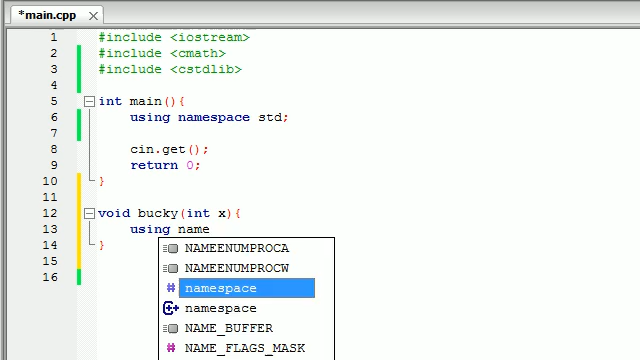 *main.cpp X
1 #include <iostream>
2 #include <cmath>
3 #include <cstdlib>
4
5 int main(){
6 using namespace std;
7
8 cin.get();
9 return 0;
10 }
11
12 void bucky(int x){
13 using name
14 }
15
16
NAMEENUMPROCA
NAMEENUMPROCW
# namespace
namespace
NAME_BUFFER
# NAME_FLAGS_MASK